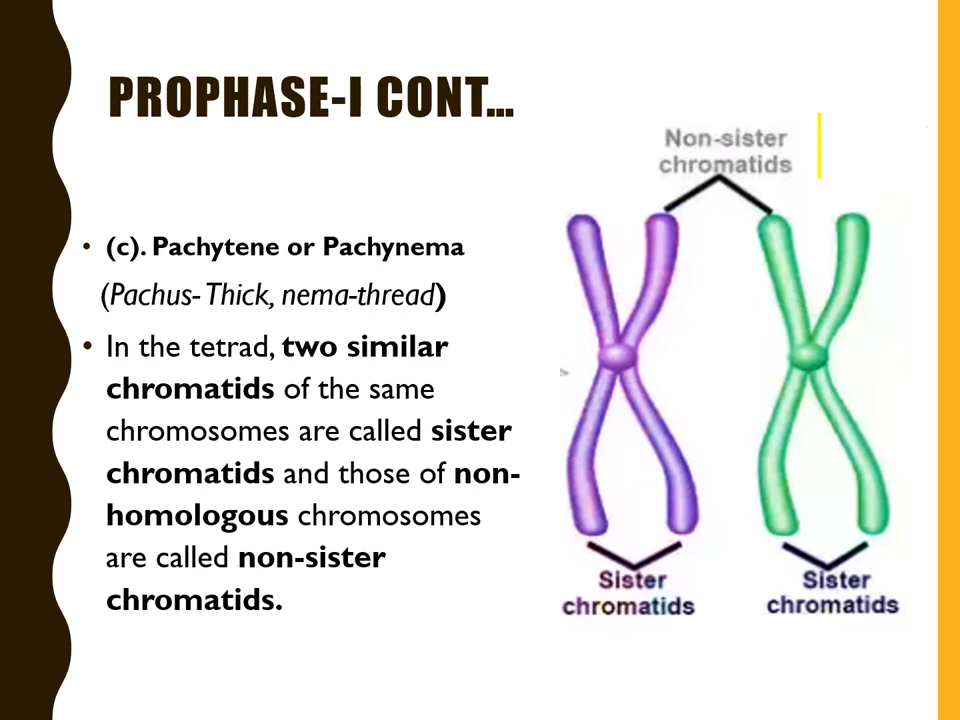 PROPHASE-I CONT...
Non-sister
chromatids
• (c). Pachytene or Pachynema
(Pachus- Thick, nema-thread)
• In the tetrad, two similar
chromatids of the same
chromosomes are called sister
chromatids and those of non-
homologous chromosomes
are called non-sister
chromatids.
Sister
chromatids
Sister
chromatids